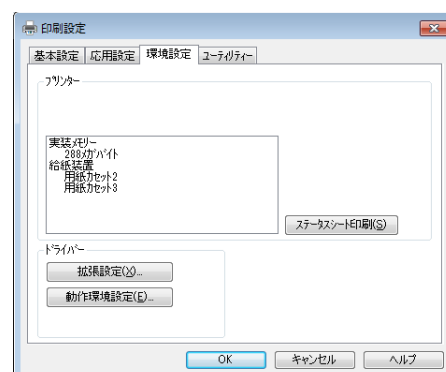 印刷設定
基本設定 応用設定 環境設定 ﾕｰﾃｨﾘﾃｨｰ
ﾌﾟﾘﾝﾀｰ
実装ﾒﾓﾘｰ
288ﾒｶﾞﾊﾞｲﾄ
給紙装置
用紙ｶｾｯﾄ2
用紙ｶｾｯﾄ3
ｽﾃｰﾀｽｼｰﾄ印刷(S)
ﾄﾞﾗｲﾊﾞｰ
拡張設定(X)...
動作環境設定(E)...
OK ｷｬﾝｾﾙ ﾍﾙﾌﾟ